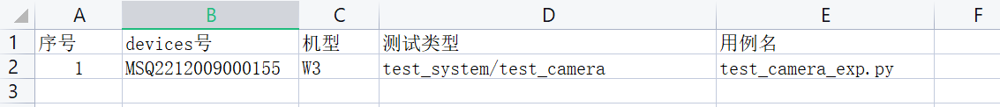 A B C D E F
1 序号 devices号 机型 测试类型 用例名
2 1 MSQ2212009000155 W3 test_system/test_camera test_camera_exp.py
3